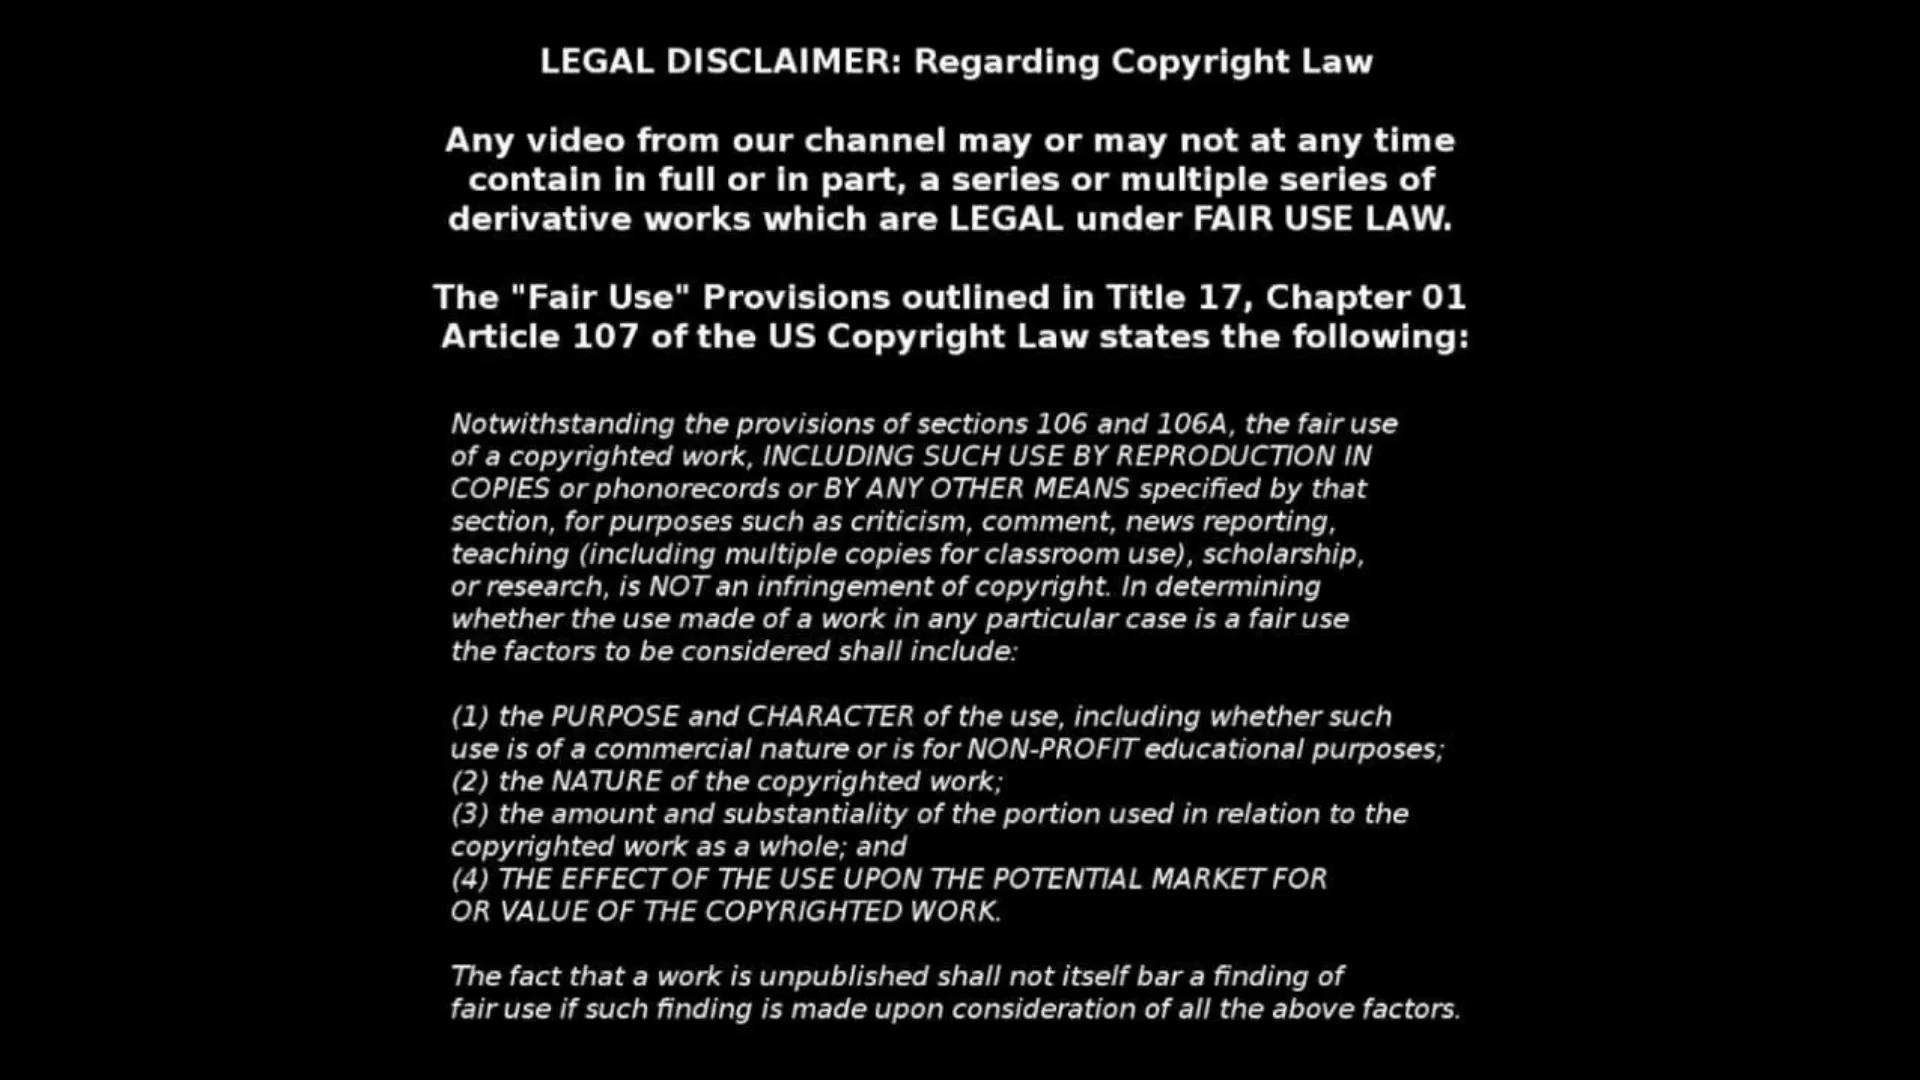 LEGAL DISCLAIMER: Regarding Copyright Law
Any video from our channel may or may not at any time
contain in full or in part, a series or multiple series of
derivative works which are LEGAL under FAIR USE LAW.
The "Fair Use" Provisions outlined in Title 17, Chapter 01
Article 107 of the US Copyright Law states the following:
Notwithstanding the provisions of sections 106 and 106A, the fair use
of a copyrighted work, INCLUDING SUCH USE BY REPRODUCTION IN
COPIES or phonorecords or BY ANY OTHER MEANS specified by that
section, for purposes such as criticism, comment, news reporting,
teaching (including multiple copies for classroom use), scholarship,
or research, is NOT an infringement of copyright. In determining
whether the use made of a work in any particular case is a fair use
the factors to be considered shall include:
(1) the PURPOSE and CHARACTER of the use, including whether such
use is of a commercial nature or is for NON-PROFIT educational purposes;
(2) the NATURE of the copyrighted work;
(3) the amount and substantiality of the portion used in relation to the
copyrighted work as a whole; and
(4) THE EFFECT OF THE USE UPON THE POTENTIAL MARKET FOR
OR VALUE OF THE COPYRIGHTED WORK.
The fact that a work is unpublished shall not itself bar a finding of
fair use if such finding is made upon consideration of all the above factors.